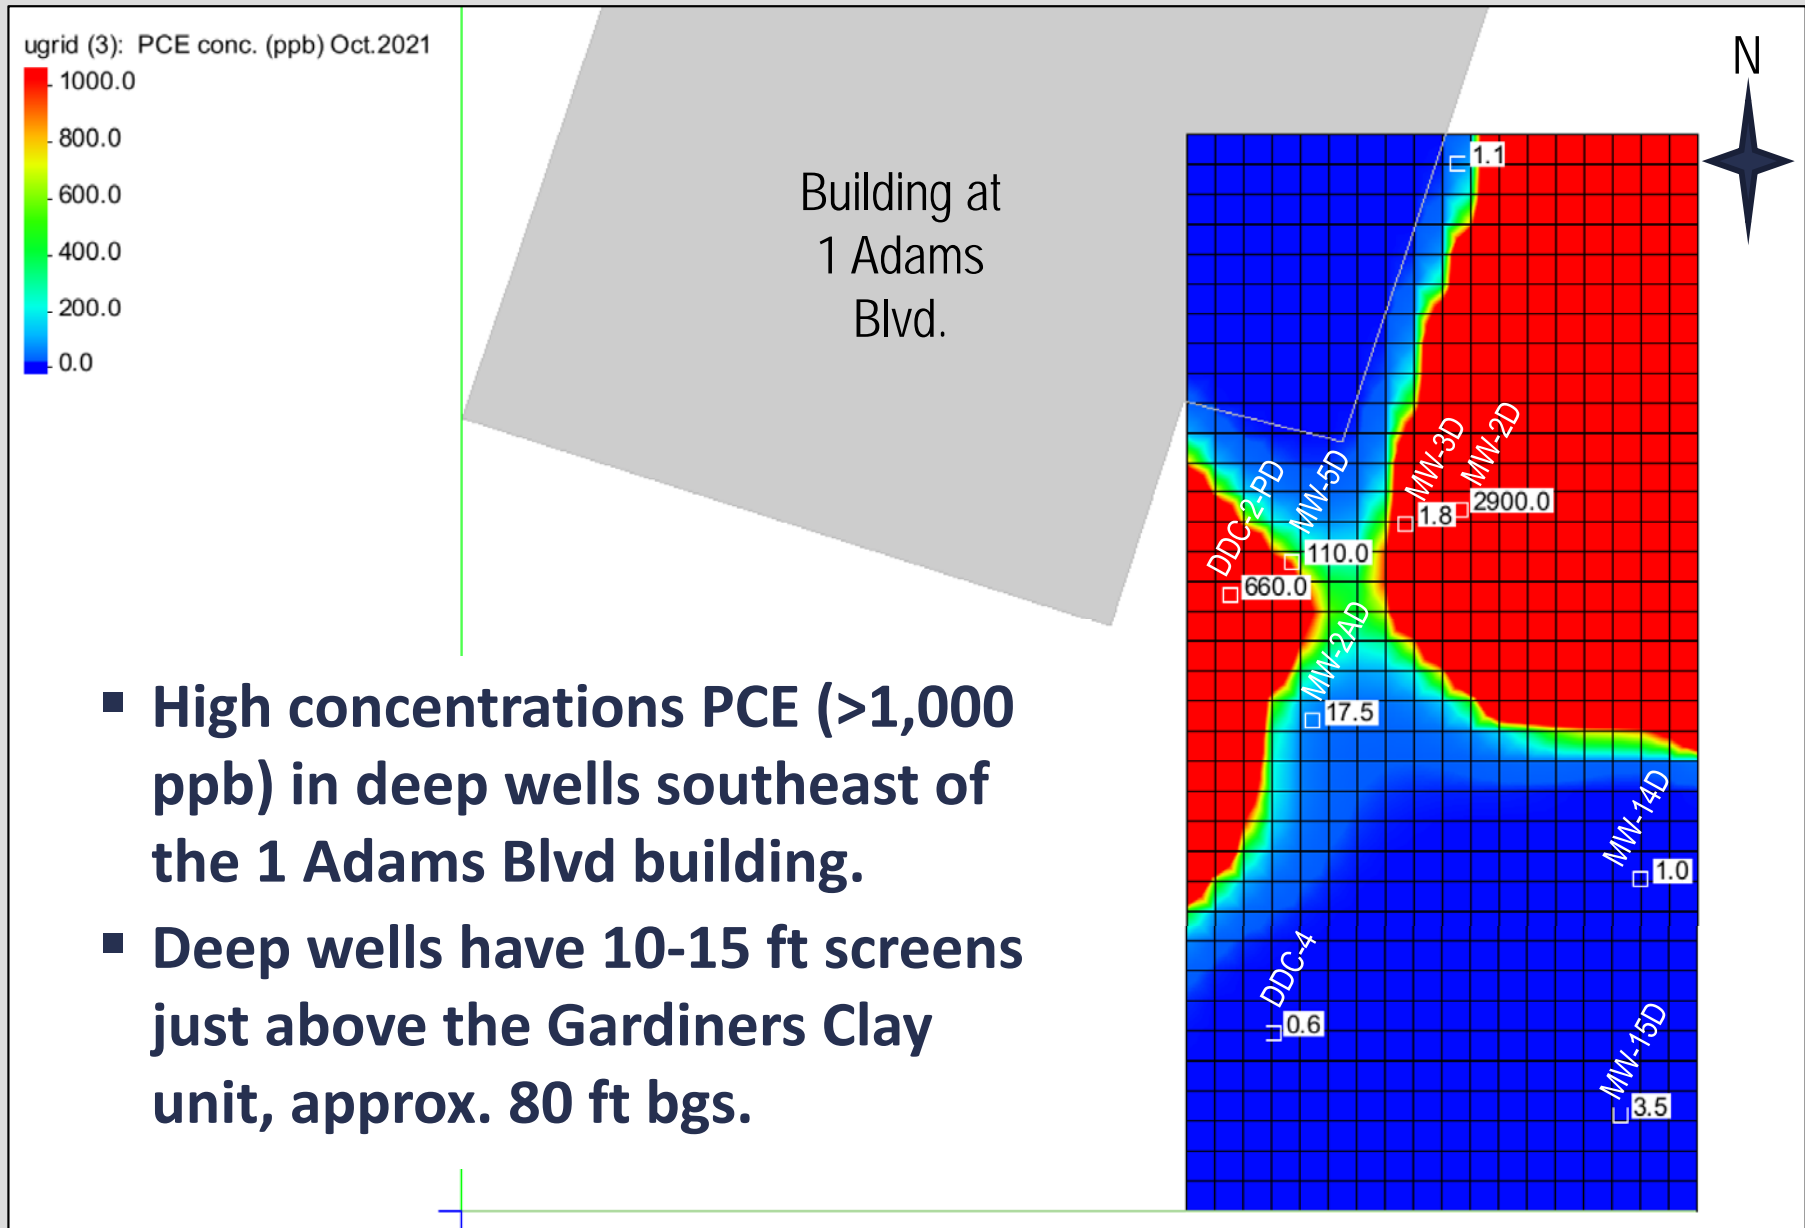 ugrid (3): PCE conc. (ppb) Oct.2021
1000.0
800.0
600.0
400.0
200.0
0.0
N
Building at
1 Adams
Blvd.
1.1
MW-3D
MW-2D
1.8
2900.0
DDC-2-PD
MW-5D
110.0
660.0
MW-2AD
17.5
MW-14D
1.0
DDC-4
0.6
MW-15D
3.5
▪ High concentrations PCE (>1,000
ppb) in deep wells southeast of
the 1 Adams Blvd building.
▪ Deep wells have 10-15 ft screens
just above the Gardiners Clay
unit, approx. 80 ft bgs.